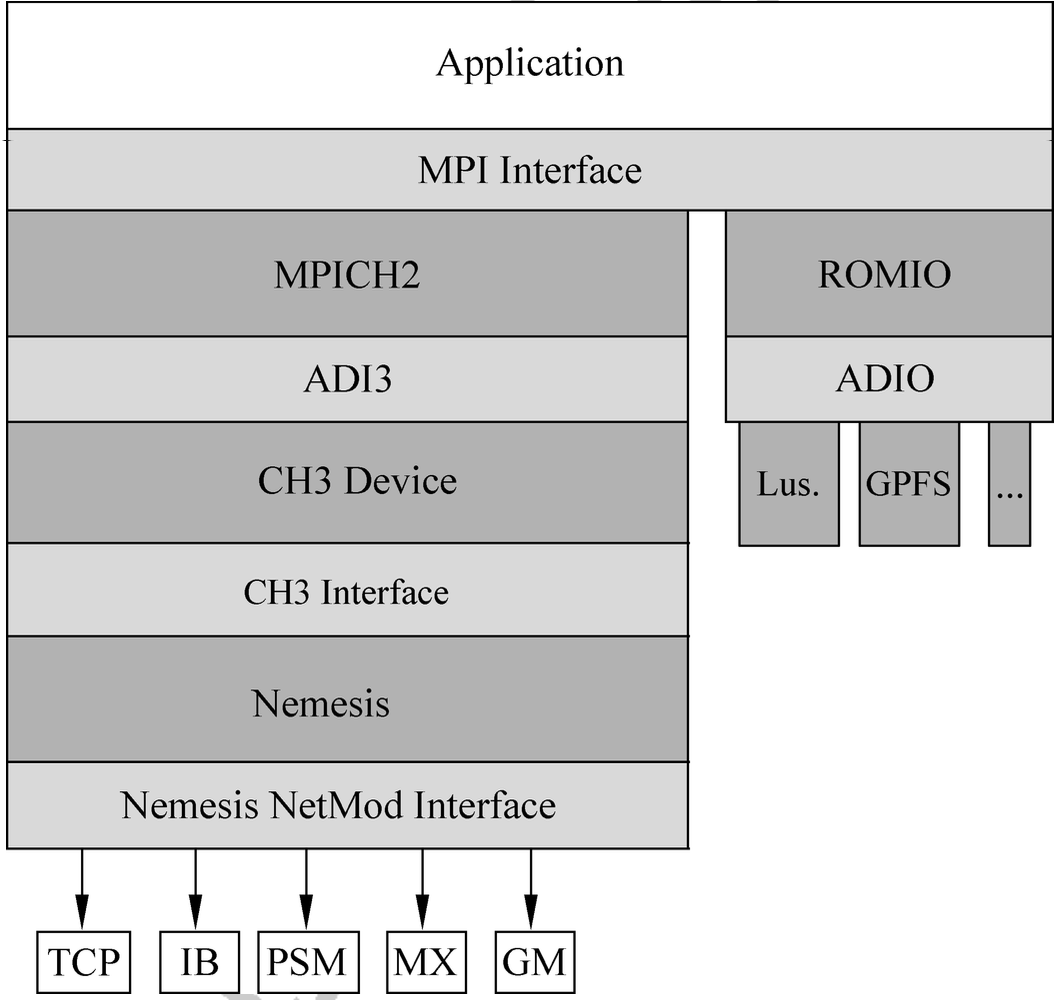 Application
MPI Interface
MPICH2
ROMIO
ADI3
ADIO
CH3 Device
Lus.
GPFS
...
CH3 Interface
Nemesis
Nemesis NetMod Interface
TCP
IB
PSM
MX
GM